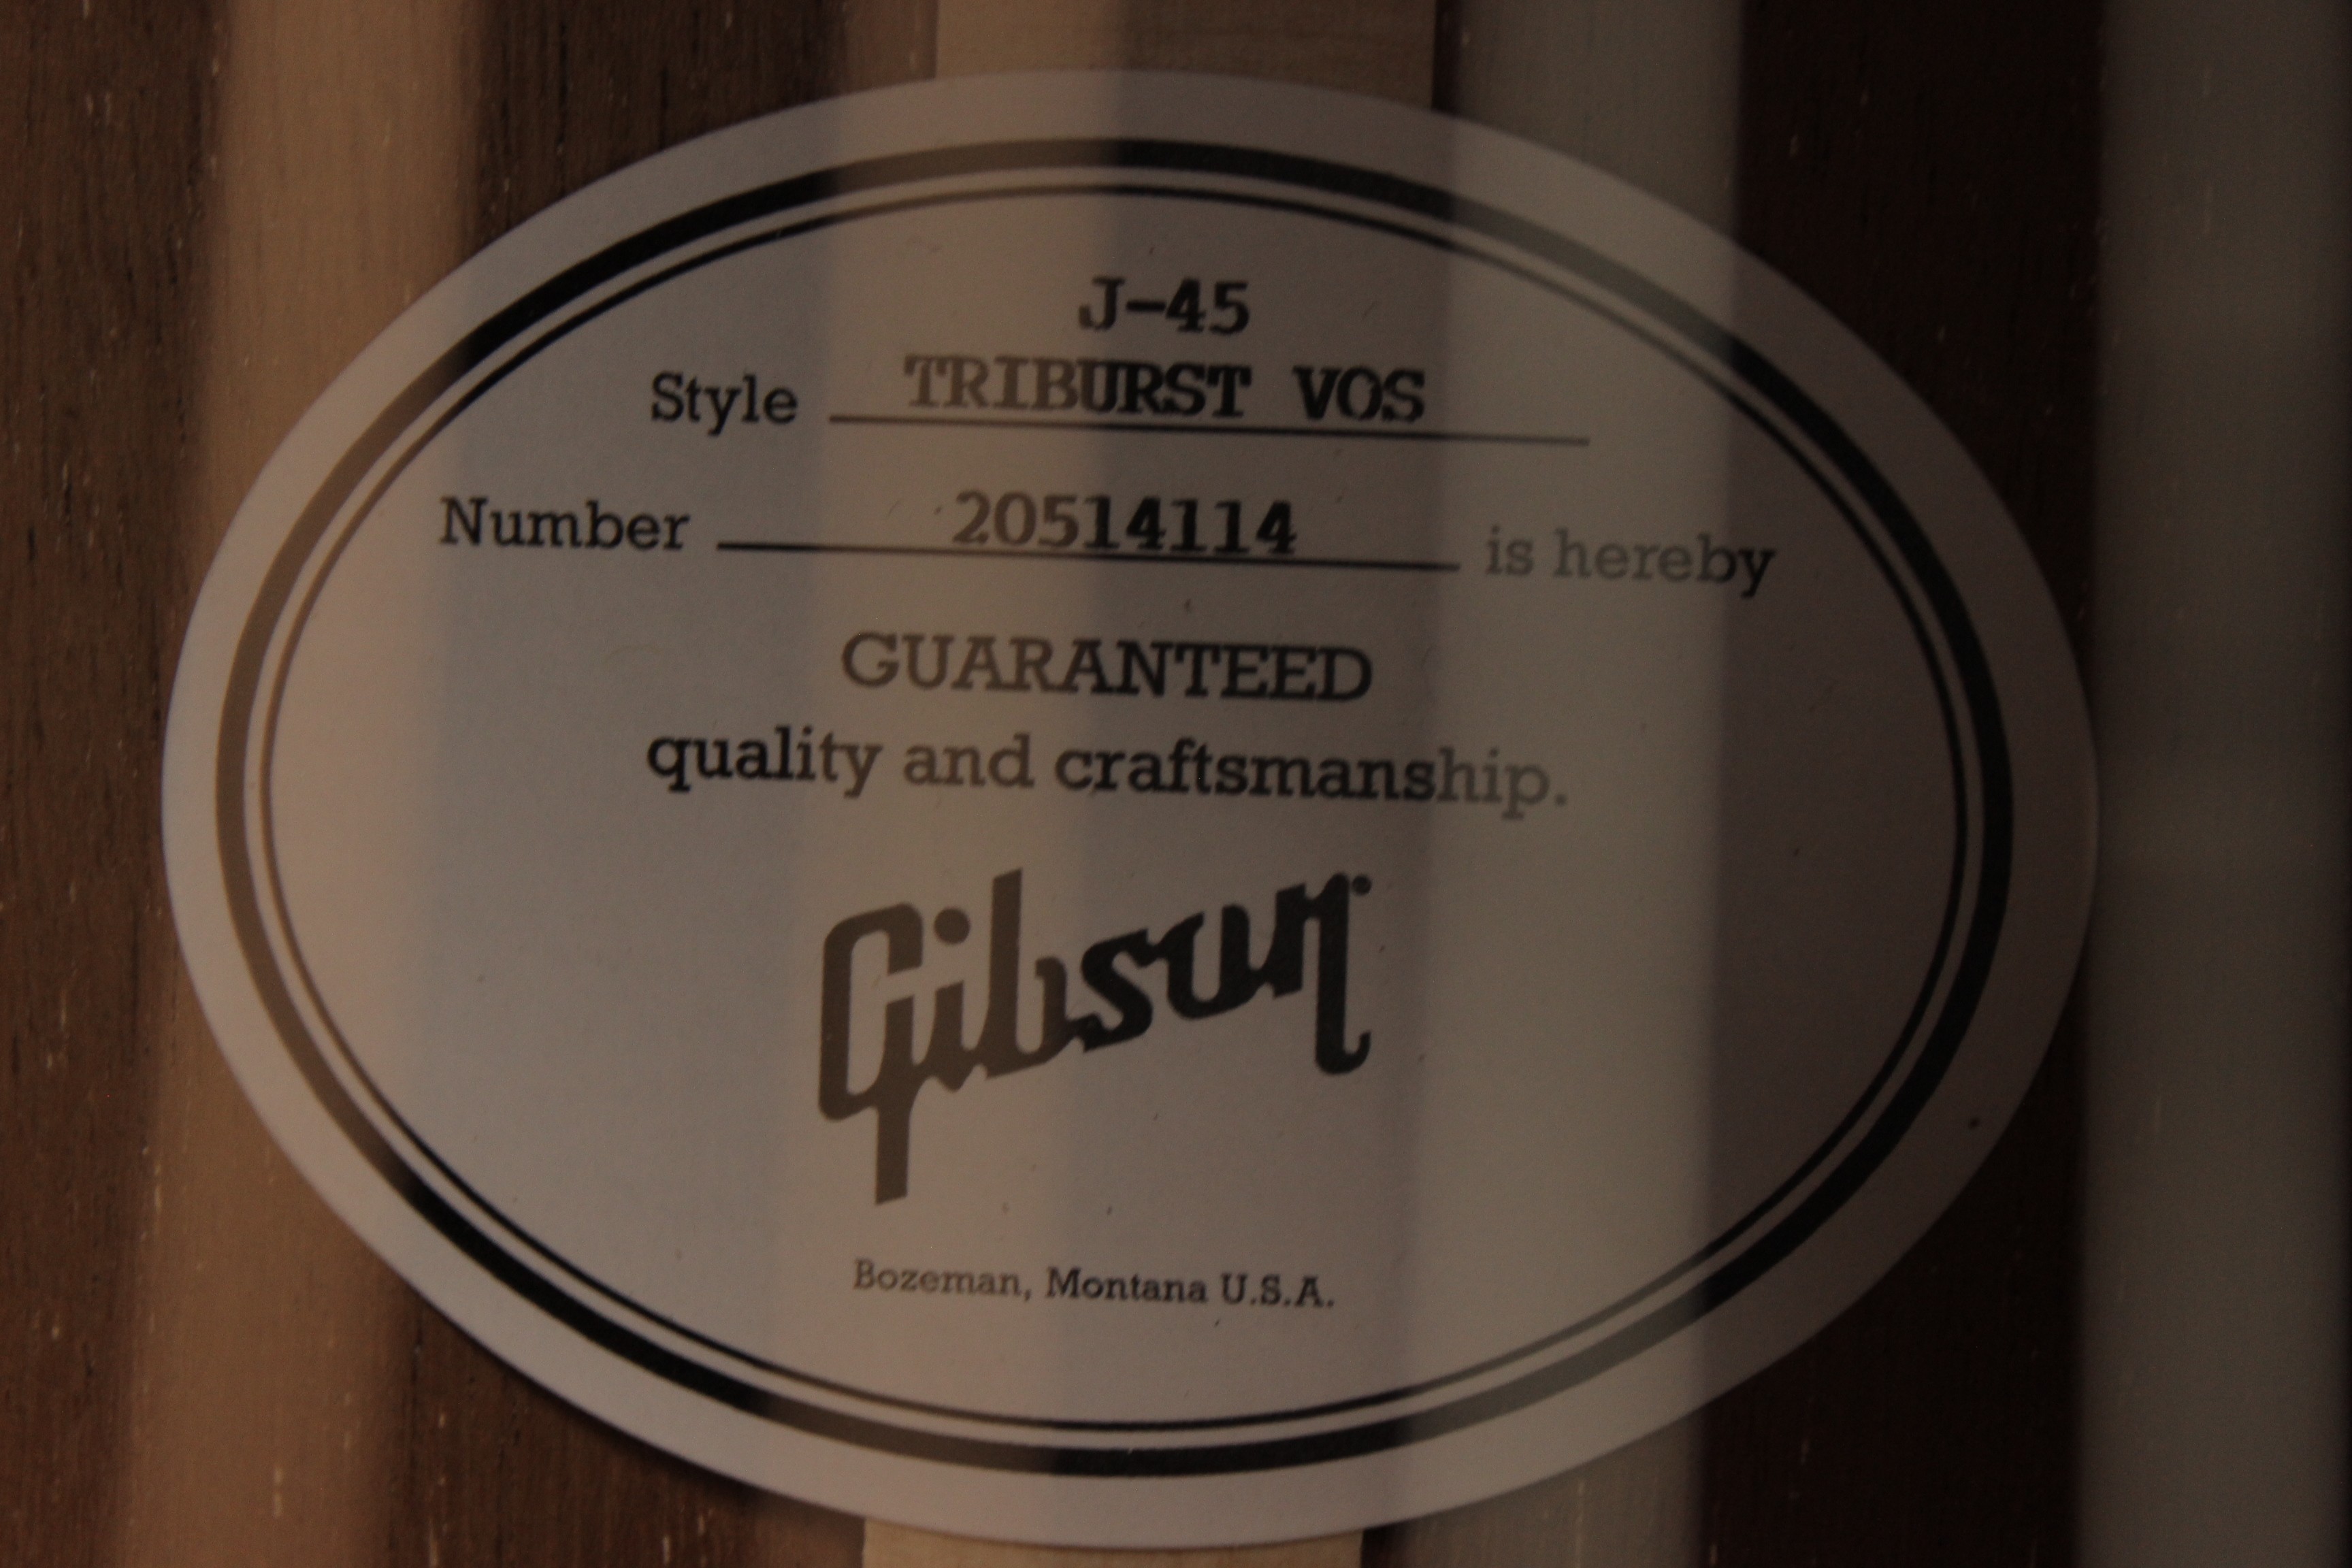 J-45
Style TRIBURST VOS
Number 20514114 is hereby
GUARANTEED
quality and craftsmanship.
Gibson
Bozeman, Montana U.S.A.